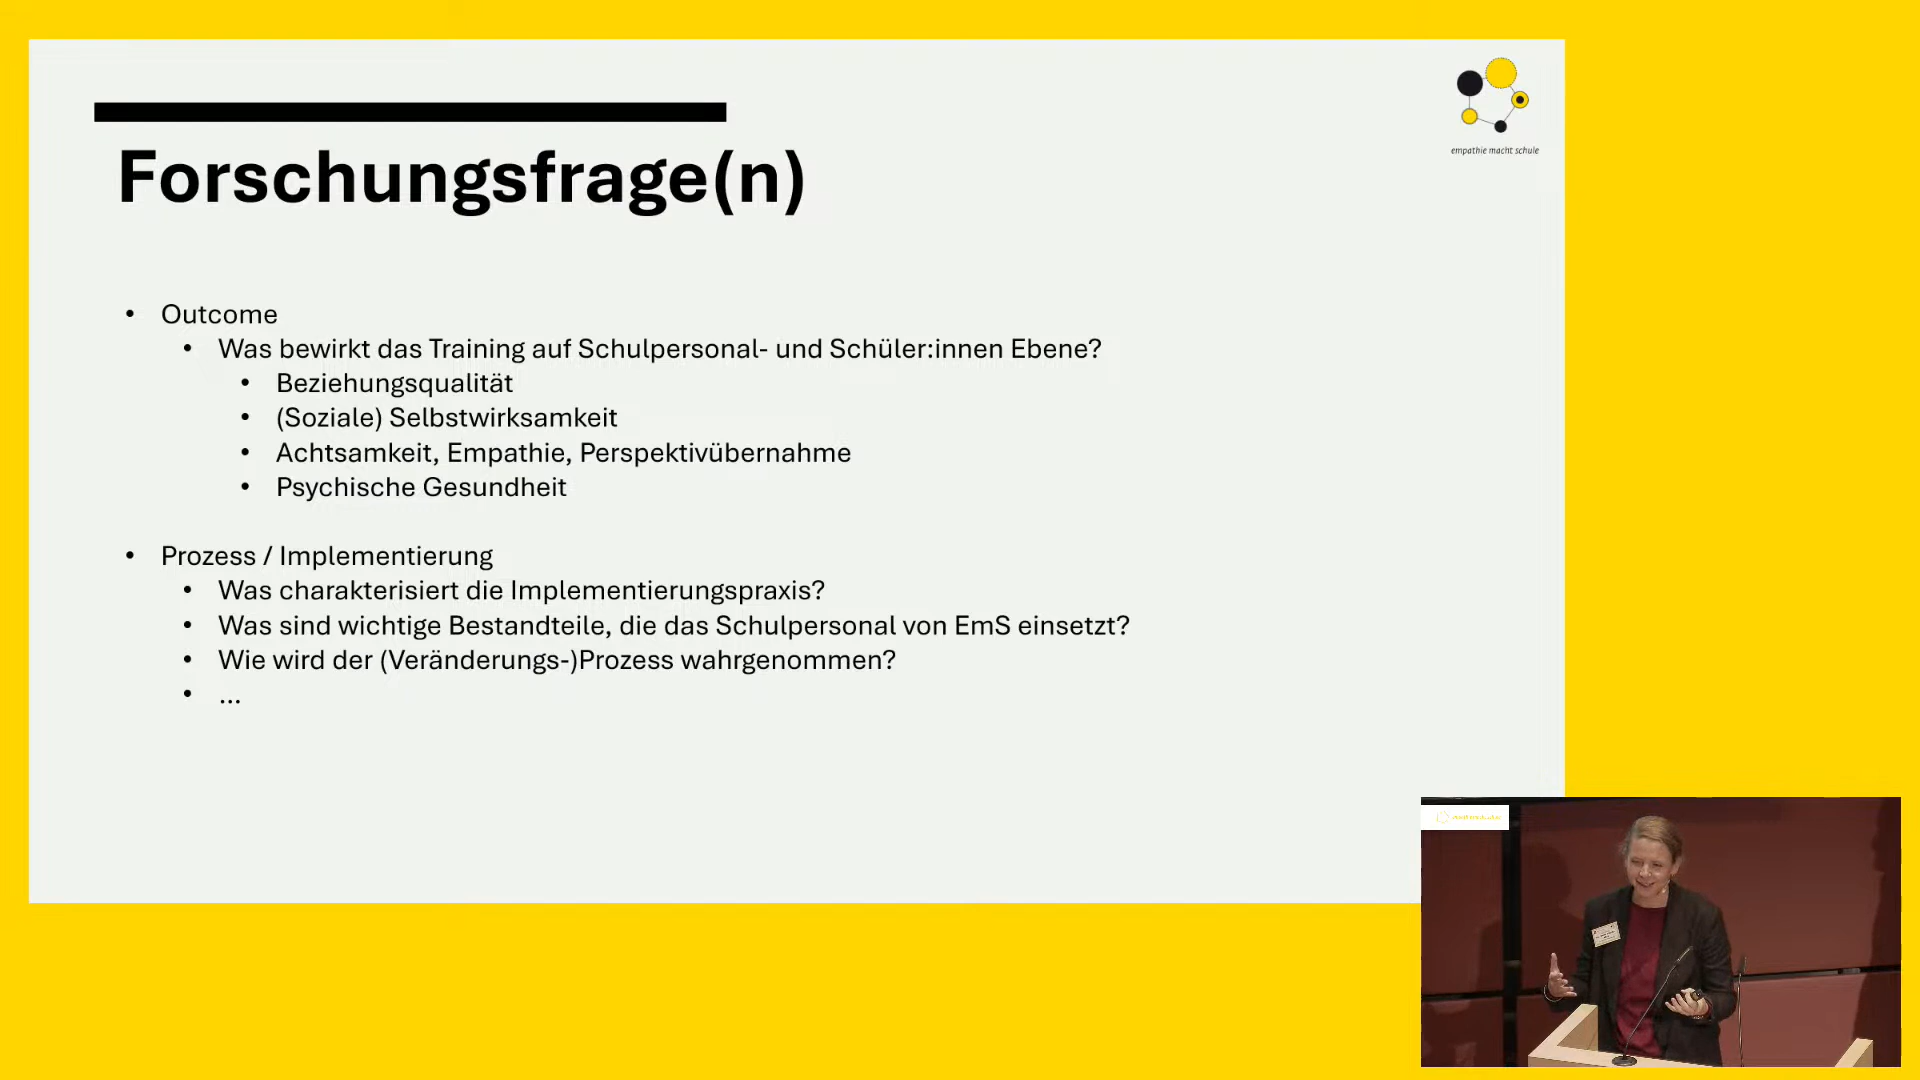 empathie macht schule
Forschungsfrage(n)
• Outcome
• Was bewirkt das Training auf Schulpersonal- und Schüler:innen Ebene?
• Beziehungsqualität
• (Soziale) Selbstwirksamkeit
• Achtsamkeit, Empathie, Perspektivübernahme
• Psychische Gesundheit
• Prozess / Implementierung
• Was charakterisiert die Implementierungspraxis?
• Was sind wichtige Bestandteile, die das Schulpersonal von EmS einsetzt?
• Wie wird der (Veränderungs-)Prozess wahrgenommen?
• ...